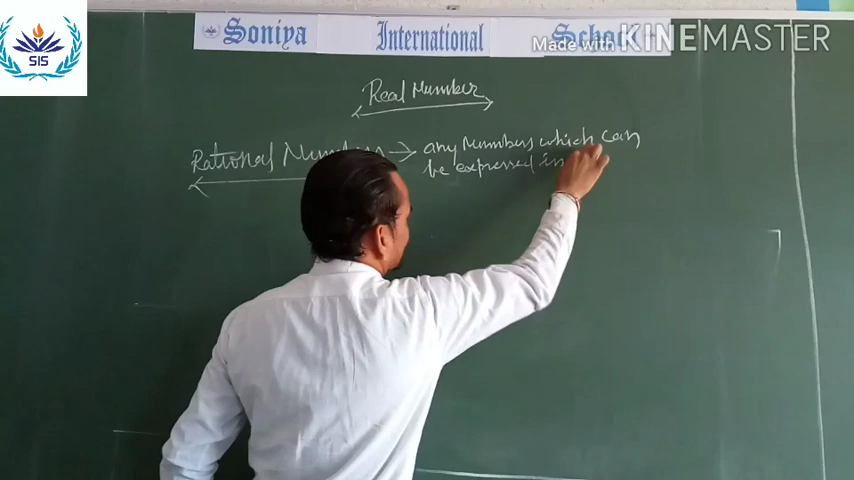 SIS
Soniya International School
Made with KINEMASTER
Real Number
Rational Numbers → any Numbers which can
be expressed in